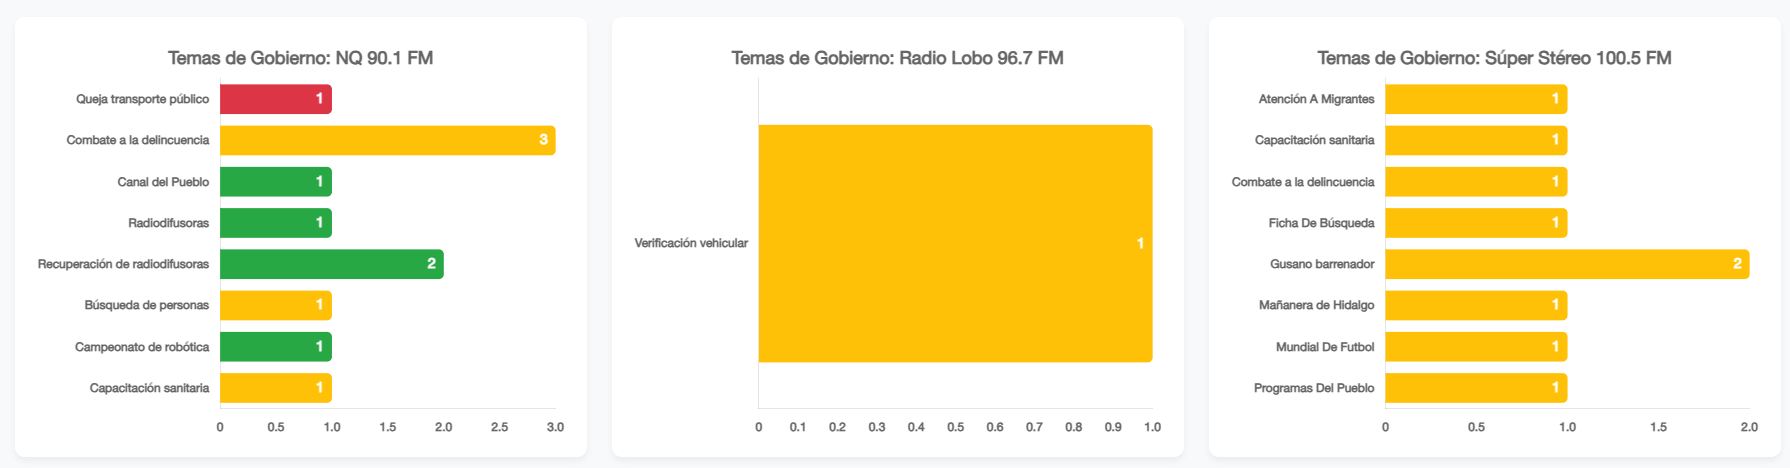 Temas de Gobierno: NQ 90.1 FM
Queja transporte público 1
Combate a la delincuencia 3
Canal del Pueblo 1
Radiodifusoras 1
Recuperación de radiodifusoras 2
Búsqueda de personas 1
Campeonato de robótica 1
Capacitación sanitaria 1
0 0.5 1.0 1.5 2.0 2.5 3.0
Temas de Gobierno: Radio Lobo 96.7 FM
Verificación vehicular 1
0 0.1 0.2 0.3 0.4 0.5 0.6 0.7 0.8 0.9 1.0
Temas de Gobierno: Súper Stéreo 100.5 FM
Atención A Migrantes 1
Capacitación sanitaria 1
Combate a la delincuencia 1
Ficha De Búsqueda 1
Gusano barrenador 2
Mañanera de Hidalgo 1
Mundial De Futbol 1
Programas Del Pueblo 1
0 0.5 1.0 1.5 2.0